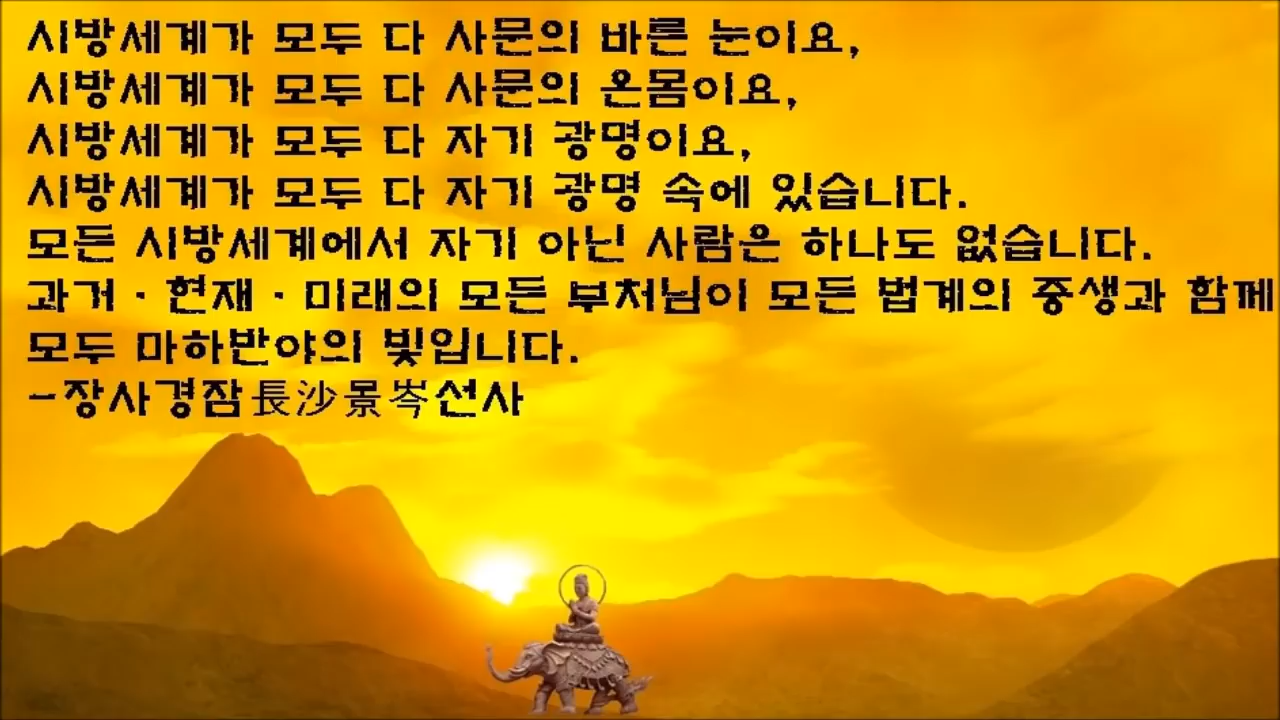 시방세계가 모두 다 사문의 바른 눈이요,
시방세계가 모두 다 사문의 온몸이요,
시방세계가 모두 다 자기 광명이요,
시방세계가 모두 다 자기 광명 속에 있습니다.
모든 시방세계에서 자기 아닌 사람은 하나도 없습니다.
과거·현재·미래의 모든 부처님이 모든 법계의 중생과 함께
모두 마하반야의 빛입니다.
-장사경잠長沙景岑선사